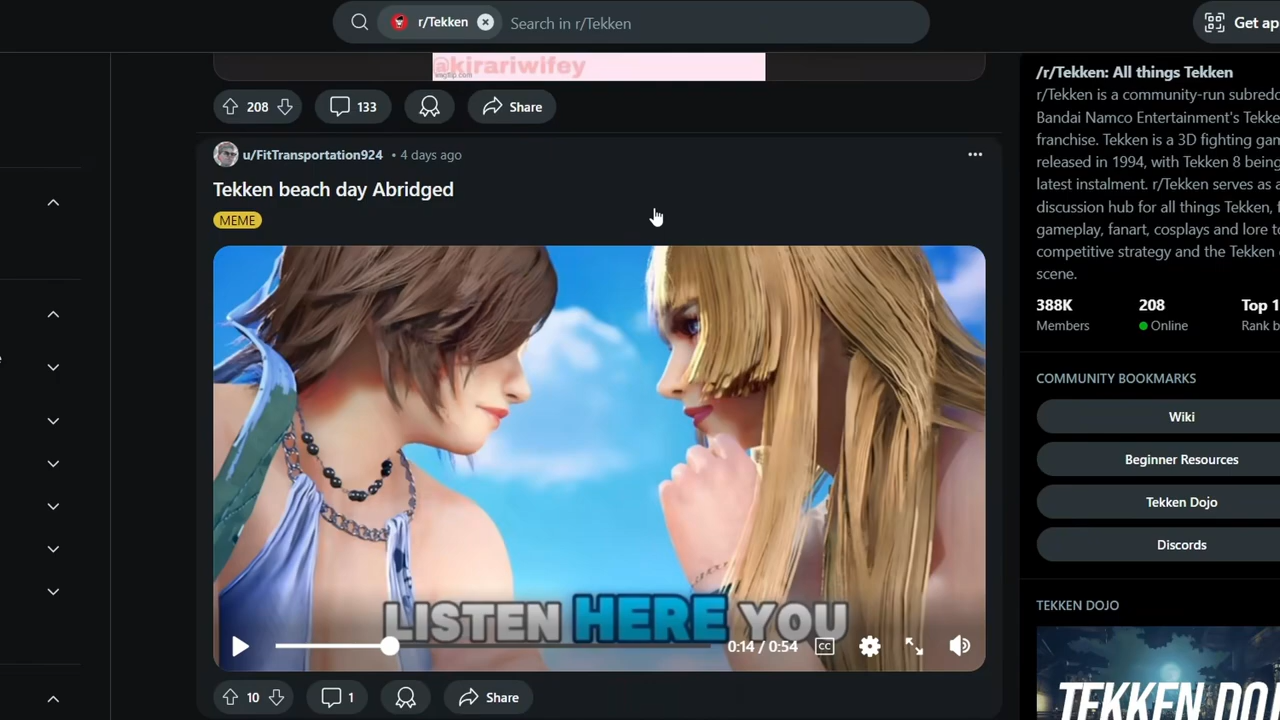 r/Tekken
Search in r/Tekken
Get ap
@kirariwifey
imgflip.com
208
133
Share
u/FitTransportation924 • 4 days ago
Tekken beach day Abridged
MEME
LISTEN HERE YOU
0:14 / 0:54
CC
10
1
Share
/r/Tekken: All things Tekken
r/Tekken is a community-run subredd
Bandai Namco Entertainment's Tekke
franchise. Tekken is a 3D fighting gam
released in 1994, with Tekken 8 being
latest instalment. r/Tekken serves as a
discussion hub for all things Tekken, f
gameplay, fanart, cosplays and lore to
competitive strategy and the Tekken
scene.
388K
Members
208
Online
Top 1
Rank b
COMMUNITY BOOKMARKS
Wiki
Beginner Resources
Tekken Dojo
Discords
TEKKEN DOJO
TEKKEN DO